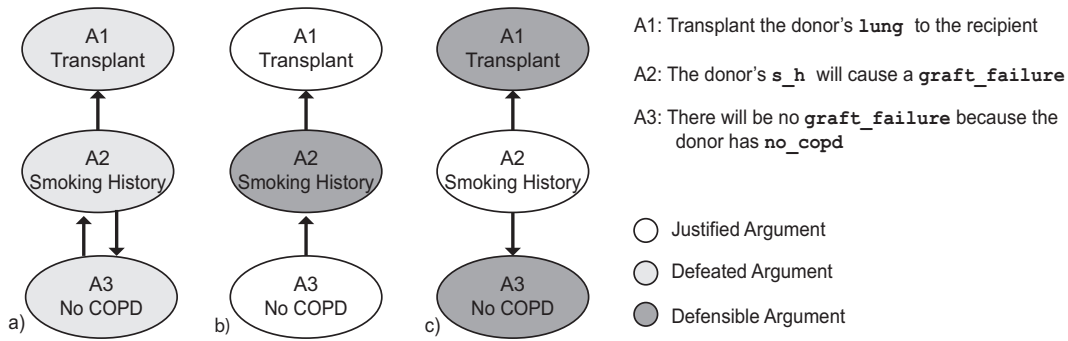 A1
Transplant
A2
Smoking History
A3
No COPD
a)
A1
Transplant
A2
Smoking History
A3
No COPD
b)
A1
Transplant
A2
Smoking History
A3
No COPD
c)
A1: Transplant the donor's lung to the recipient
A2: The donor's s_h will cause a graft_failure
A3: There will be no graft_failure because the
donor has no_copd
Justified Argument
Defeated Argument
Defensible Argument